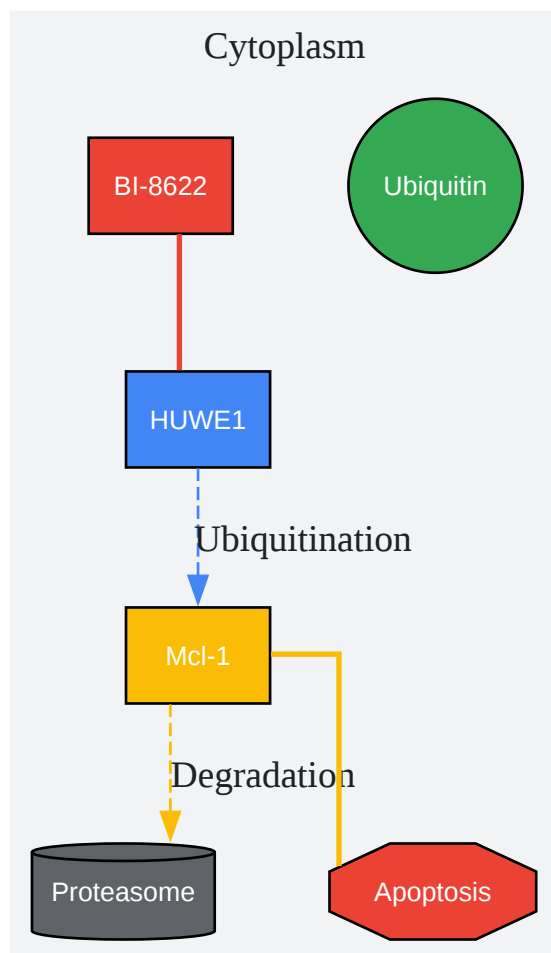 Cytoplasm
BI-8622
Ubiquitin
HUWE1
Ubiquitination
Mcl-1
Degradation
Proteasome
Apoptosis